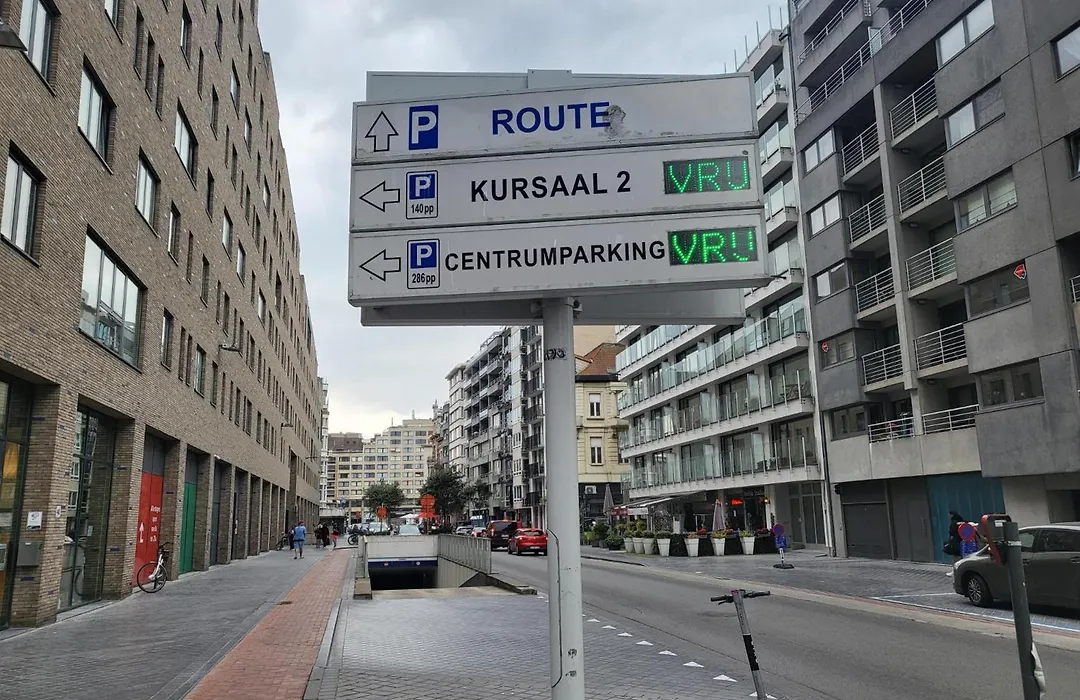 P ROUTE
P 140pp KURSAAL 2 VRIJ
P 286pp CENTRUMPARKING VRIJ